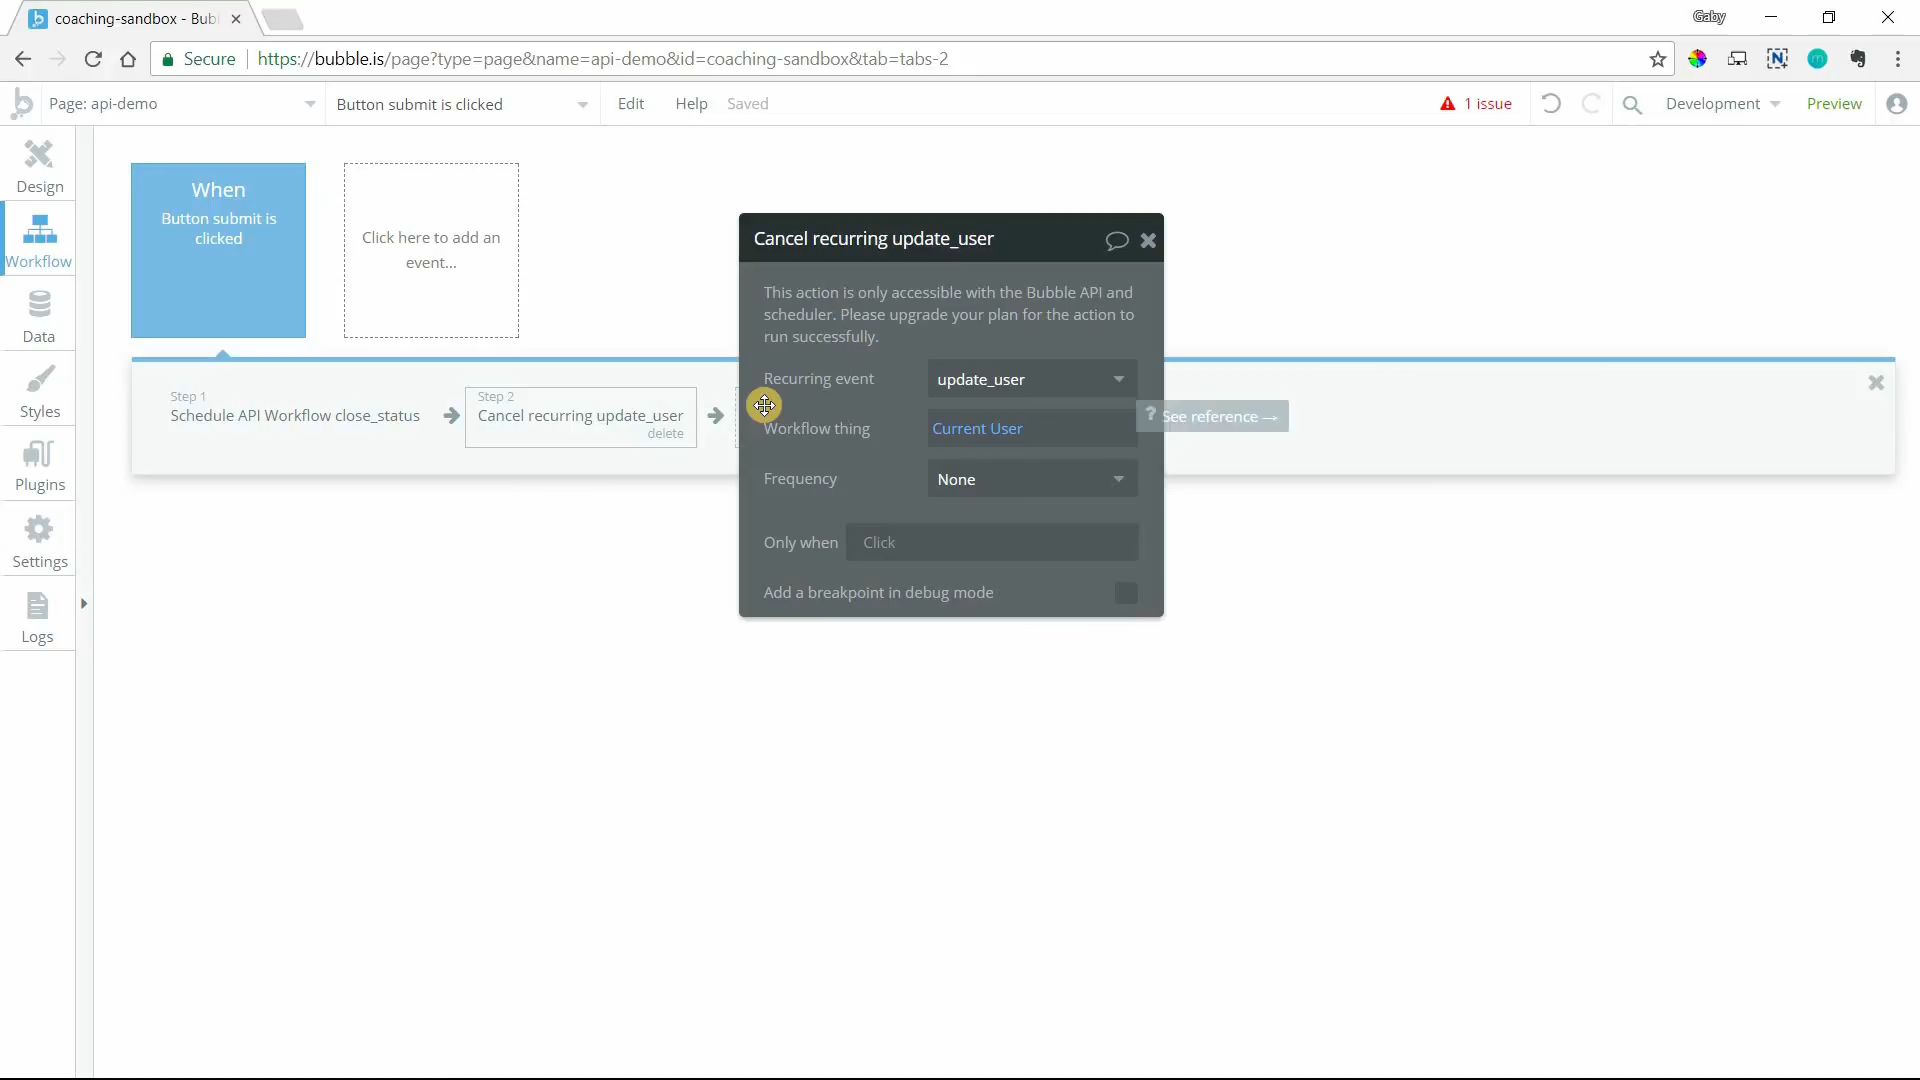 coaching-sandbox - Bub
Gaby
Secure
https://bubble.is/page?type=page&name=api-demo&id=coaching-sandbox&tab=tabs-2
Page: api-demo
Button submit is clicked
Edit
Help
Saved
1 issue
Development
Preview
Design
Workflow
Data
Styles
Plugins
Settings
Logs
When
Button submit is
clicked
Click here to add an
event...
Step 1
Schedule API Workflow close_status
Step 2
Cancel recurring update_user
delete
Cancel recurring update_user
This action is only accessible with the Bubble API and
scheduler. Please upgrade your plan for the action to
run successfully.
Recurring event
update_user
Workflow thing
Current User
? See reference →
Frequency
None
Only when
Click
Add a breakpoint in debug mode